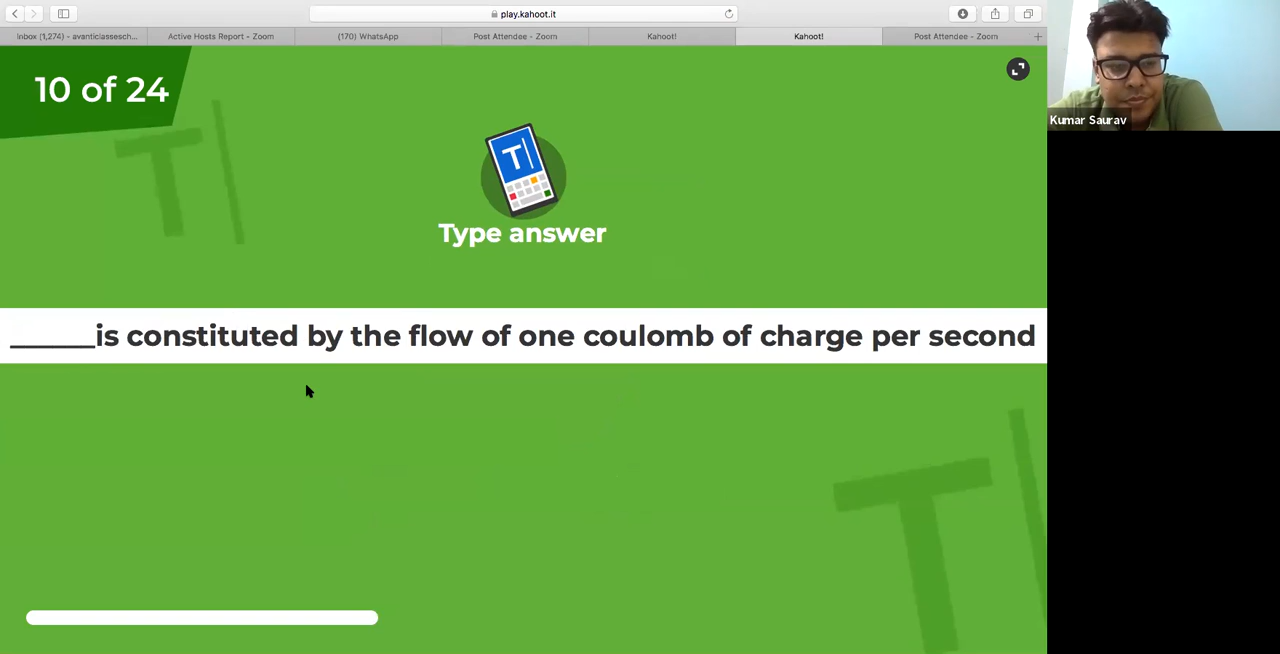 play.kahoot.it
Inbox (1,274) - avanticiassesech...
Active Hosts Report - Zoom
(170) WhatsApp
Post Attendee - Zoom
Kahoot!
Kahoot!
Post Attendee - Zoom
10 of 24
Kumar Saurav
T
T
Type answer
______is constituted by the flow of one coulomb of charge per second
T